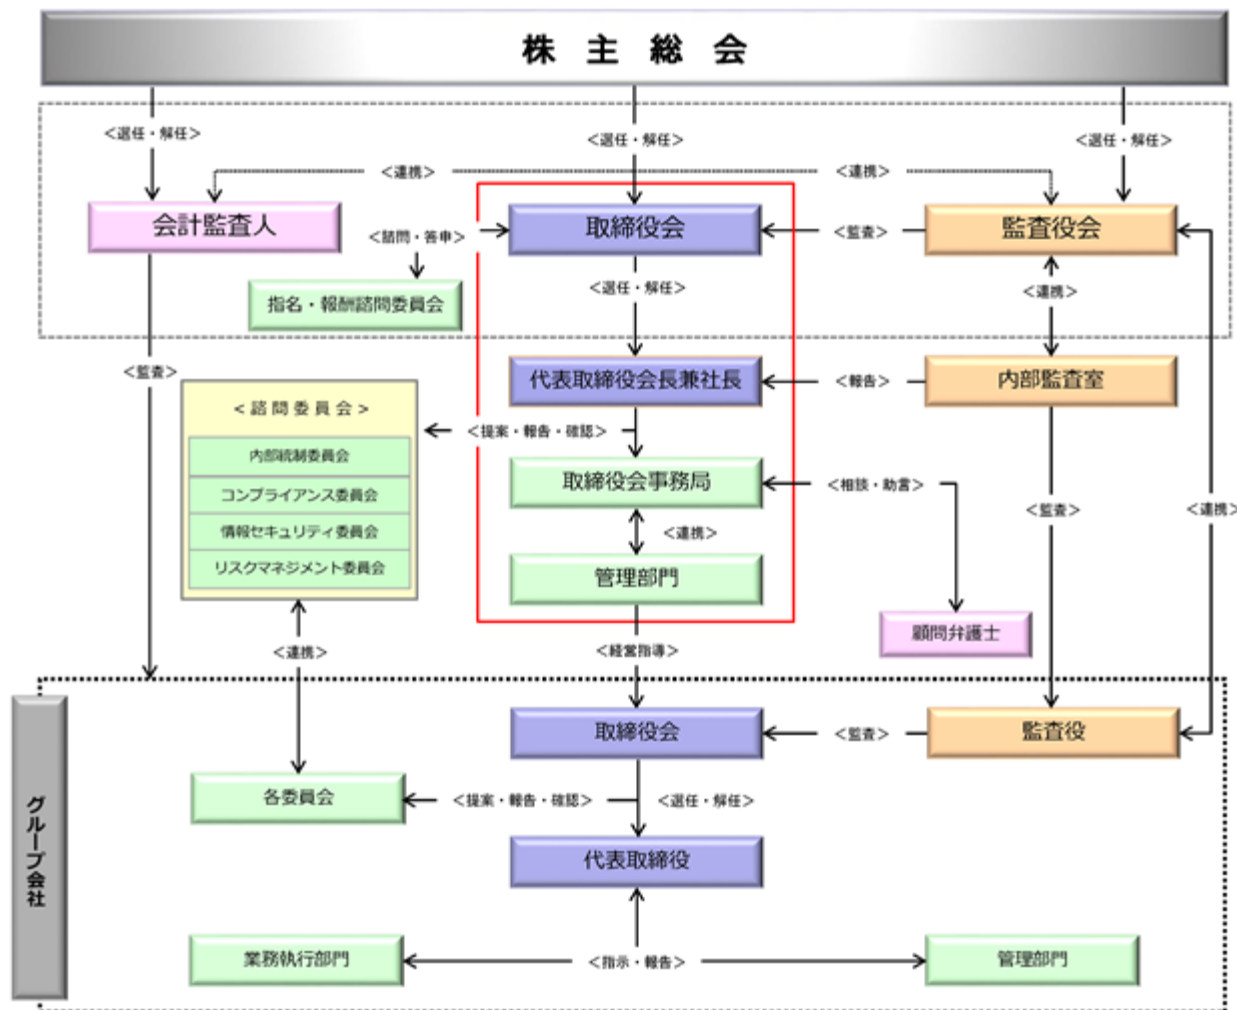 株 主 総 会
<選任・解任>
<選任・解任>
<選任・解任>
<連携>
<連携>
会計監査人
取締役会
<監査>
監査役会
<諮問・答申>
指名・報酬諮問委員会
<選任・解任>
<連携>
<監査>
代表取締役会長兼社長
<報告>
内部監査室
<諮問委員会>
内部統制委員会
コンプライアンス委員会
情報セキュリティ委員会
リスクマネジメント委員会
<提案・報告・確認>
取締役会事務局
<相談・助言>
<監査>
<連携>
<連携>
管理部門
顧問弁護士
<連携>
<経営指導>
グループ会社
取締役会
<監査>
監査役
各委員会
<提案・報告・確認>
<選任・解任>
代表取締役
業務執行部門
<指示・報告>
管理部門